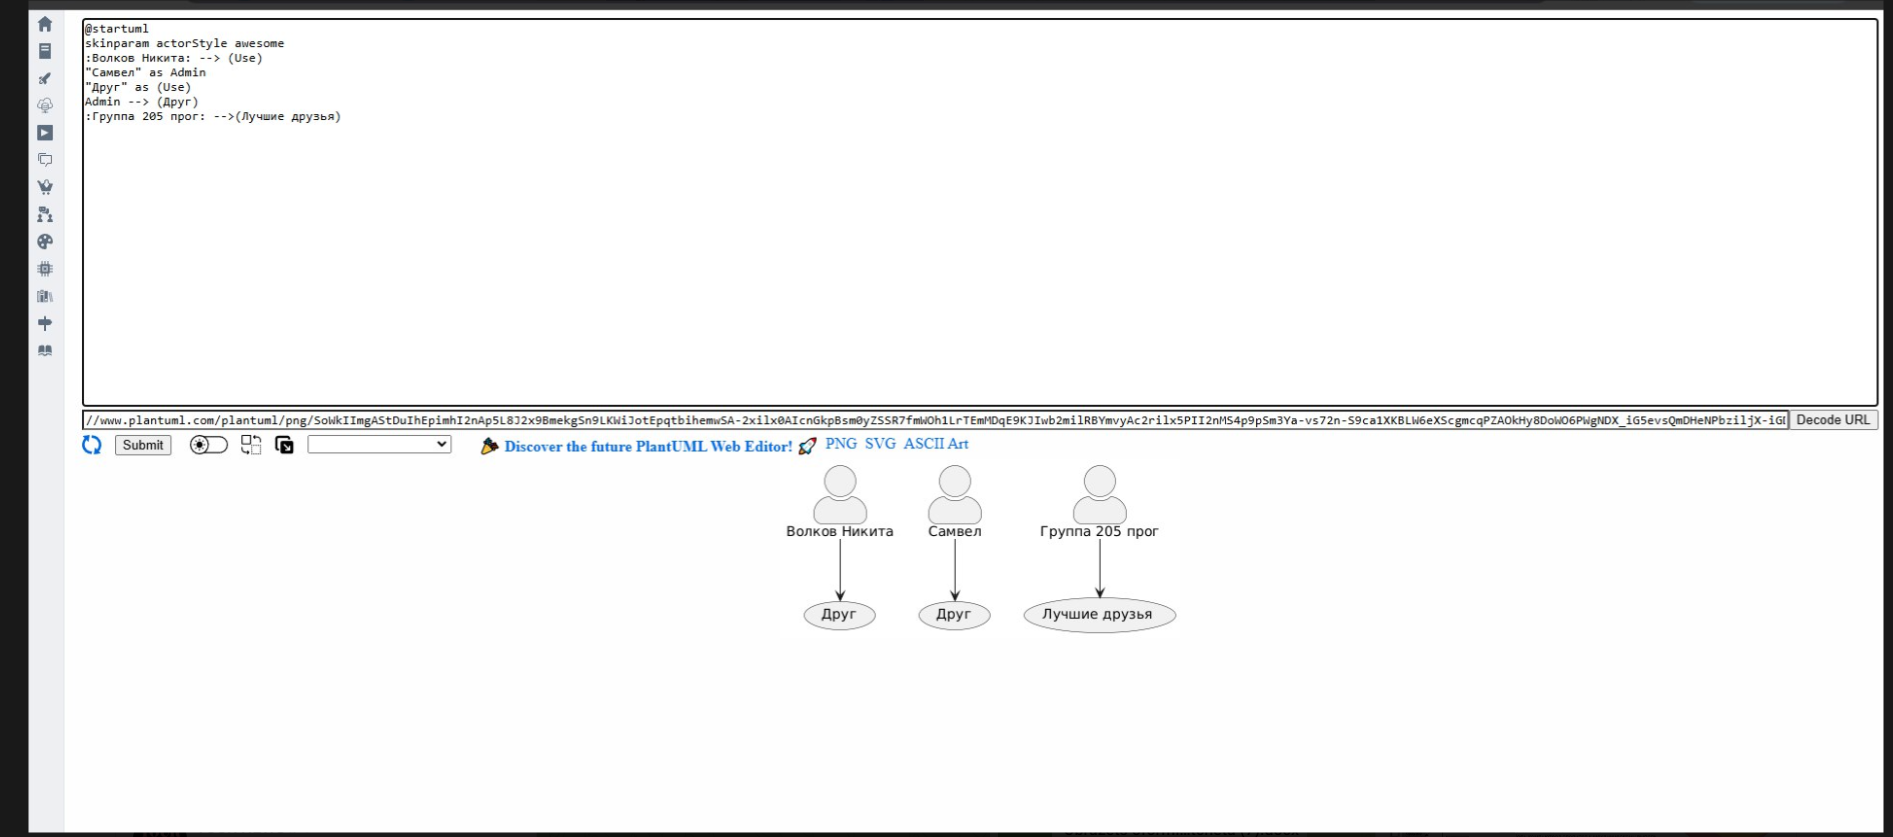 @startuml
skinparam actorStyle awesome
:Волков Никита: --> (Use)
"Самвел" as Admin
"Друг" as (Use)
Admin --> (Друг)
:Группа 205 прог: -->(Лучшие друзья)
//www.plantuml.com/plantuml/png/SoWkIImgAStDuIhEpimhI2nAp5L8J2x9BmekgSn9LKWiJotEpqtbihemwSA-2xilx0AIcnGkpBsm0yZSSR7fmWOh1LrTEmMDqE9KJIwb2milRBYmvyAc2rilx5PII2nMS4p9pSm3Ya-vs72n-S9ca1XKBLW6eXScgmcqPZAOkHy8DoWO6PWgNDX_iG5evsQmDHeNPbziljX-iG Decode URL
Submit Discover the future PlantUML Web Editor! PNG SVG ASCII Art
Волков Никита Самвел Группа 205 прог
Друг Друг Лучшие друзья